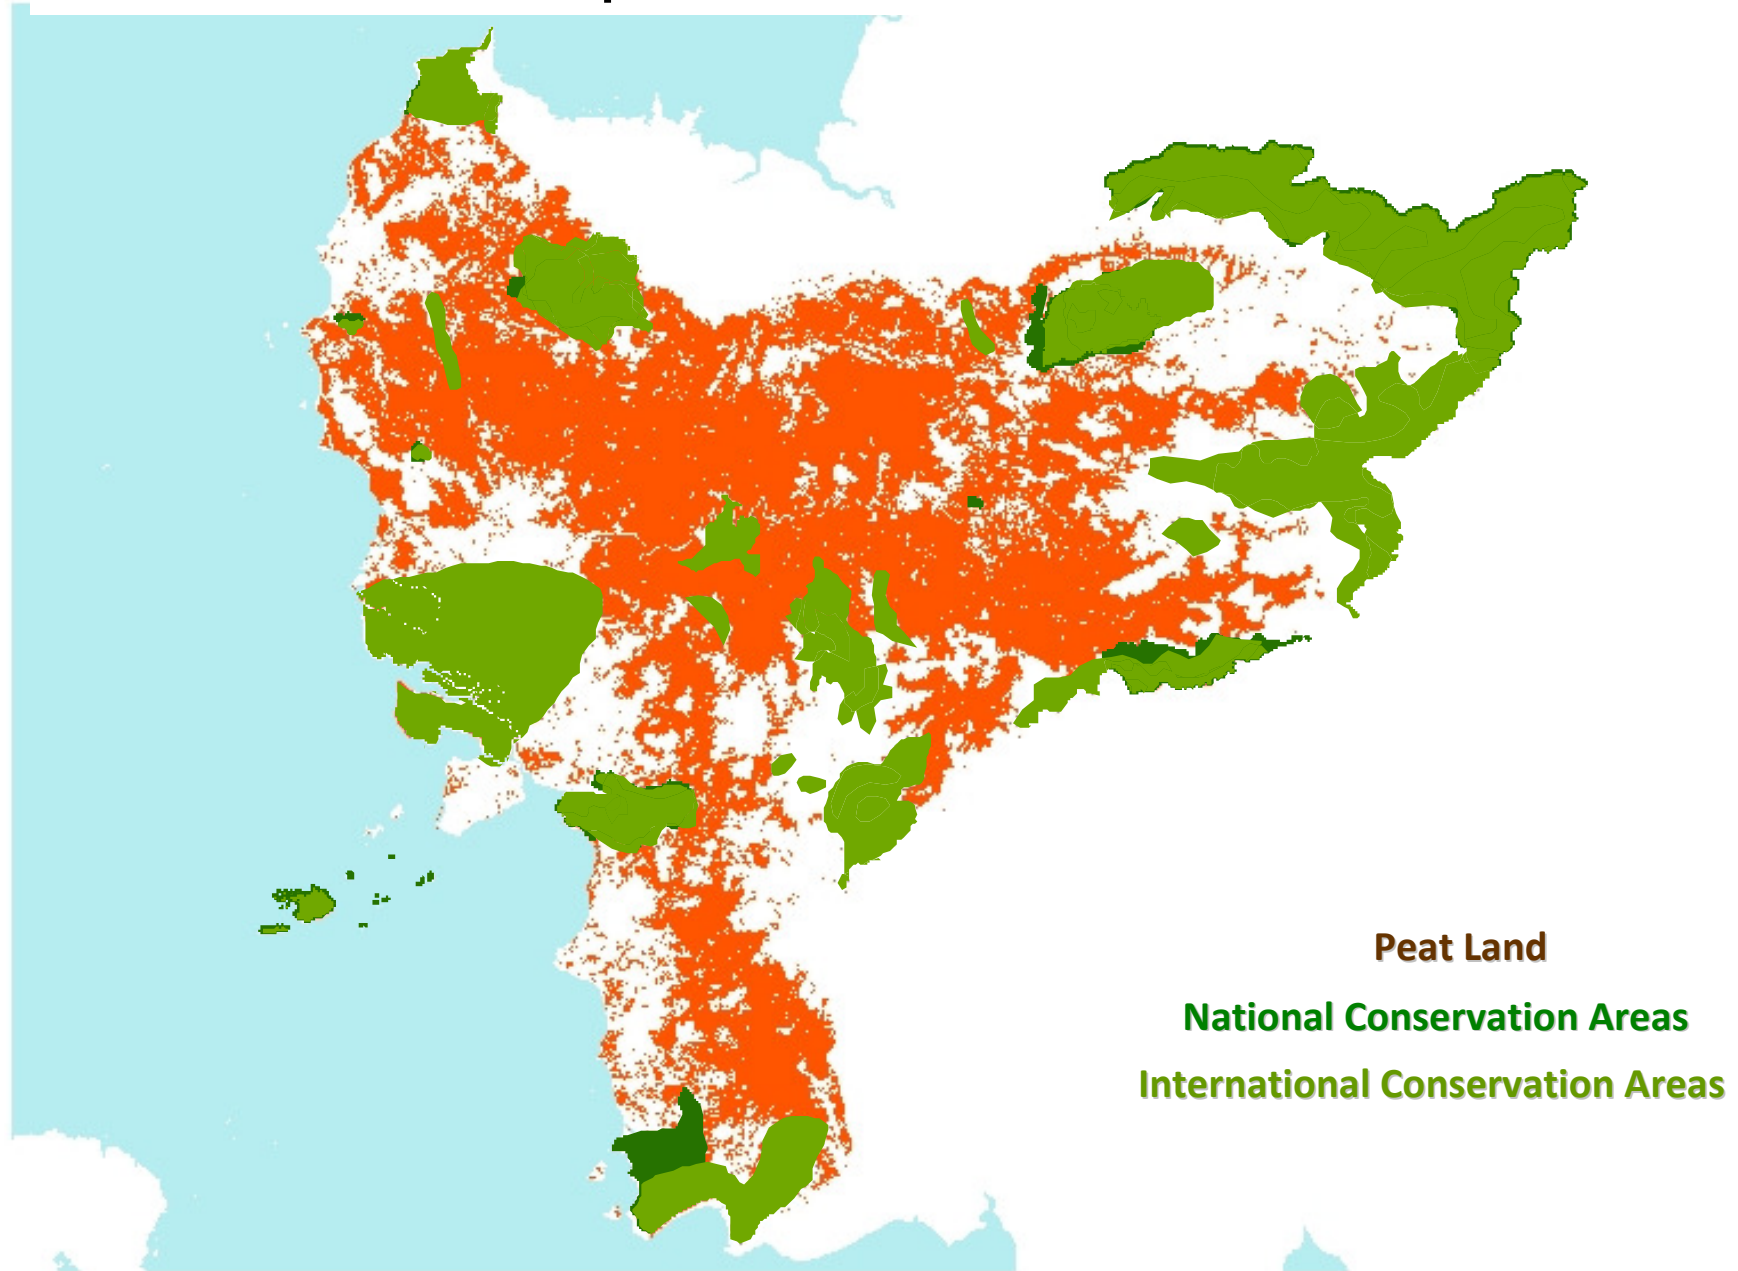 Peat Land
National Conservation Areas
International Conservation Areas